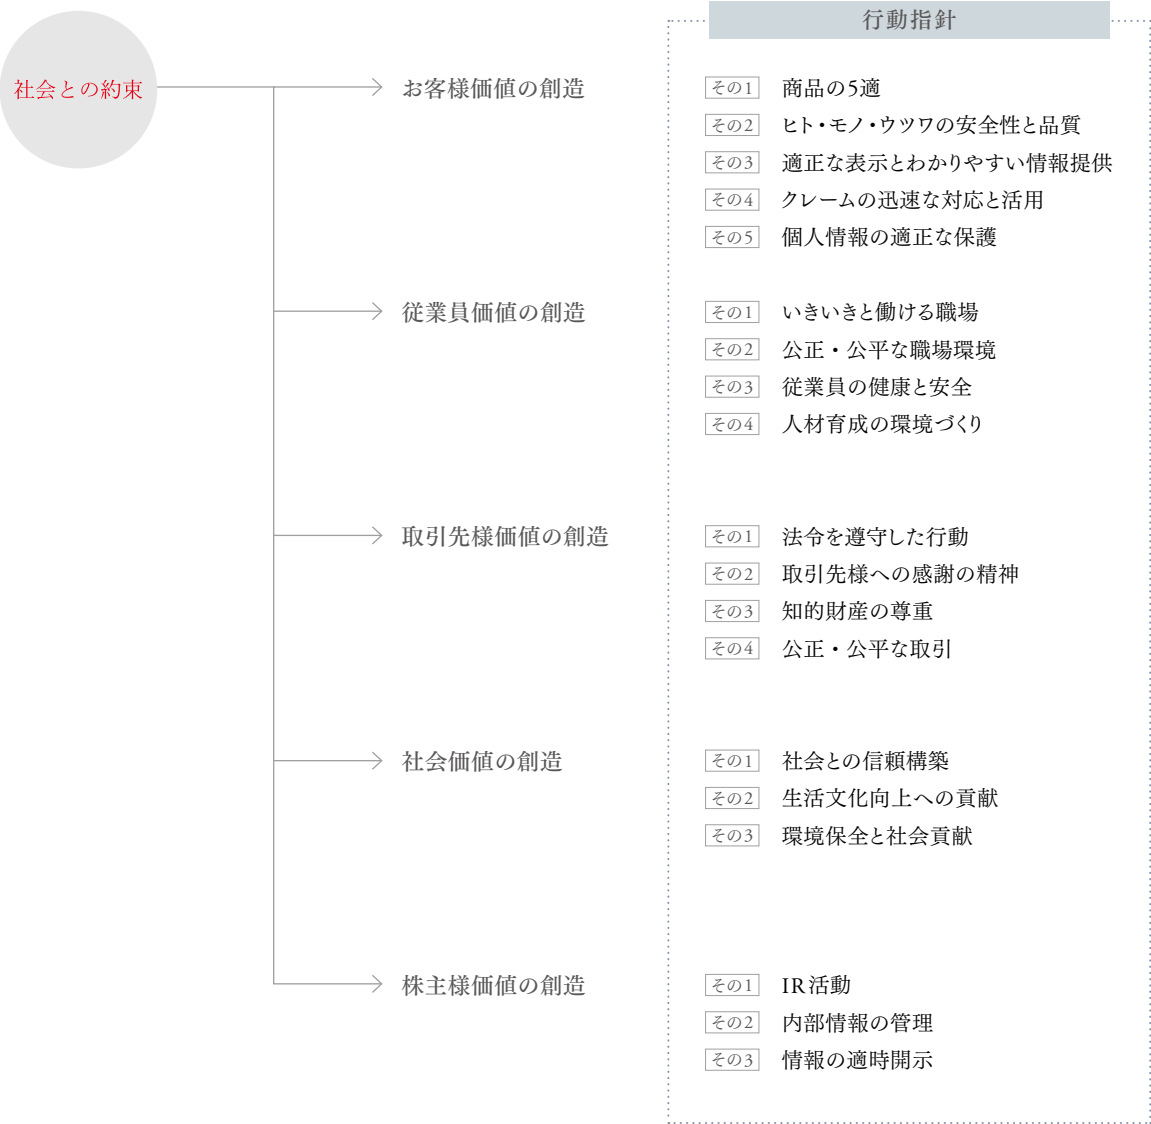 行動指針
社会との約束
お客様価値の創造
その1 商品の5適
その2 ヒト・モノ・ウツワの安全性と品質
その3 適正な表示とわかりやすい情報提供
その4 クレームの迅速な対応と活用
その5 個人情報の適正な保護
従業員価値の創造
その1 いきいきと働ける職場
その2 公正・公平な職場環境
その3 従業員の健康と安全
その4 人材育成の環境づくり
取引先様価値の創造
その1 法令を遵守した行動
その2 取引先様への感謝の精神
その3 知的財産の尊重
その4 公正・公平な取引
社会価値の創造
その1 社会との信頼構築
その2 生活文化向上への貢献
その3 環境保全と社会貢献
株主様価値の創造
その1 IR活動
その2 内部情報の管理
その3 情報の適時開示